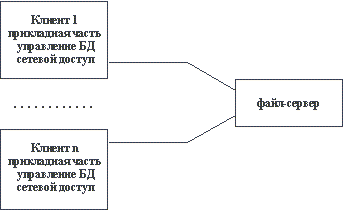 Клиент 1
прикладная часть
управление БД
сетевой доступ
файл-сервер
. . . . . . . . . . . .
Клиент n
прикладная часть
управление БД
сетевой доступ